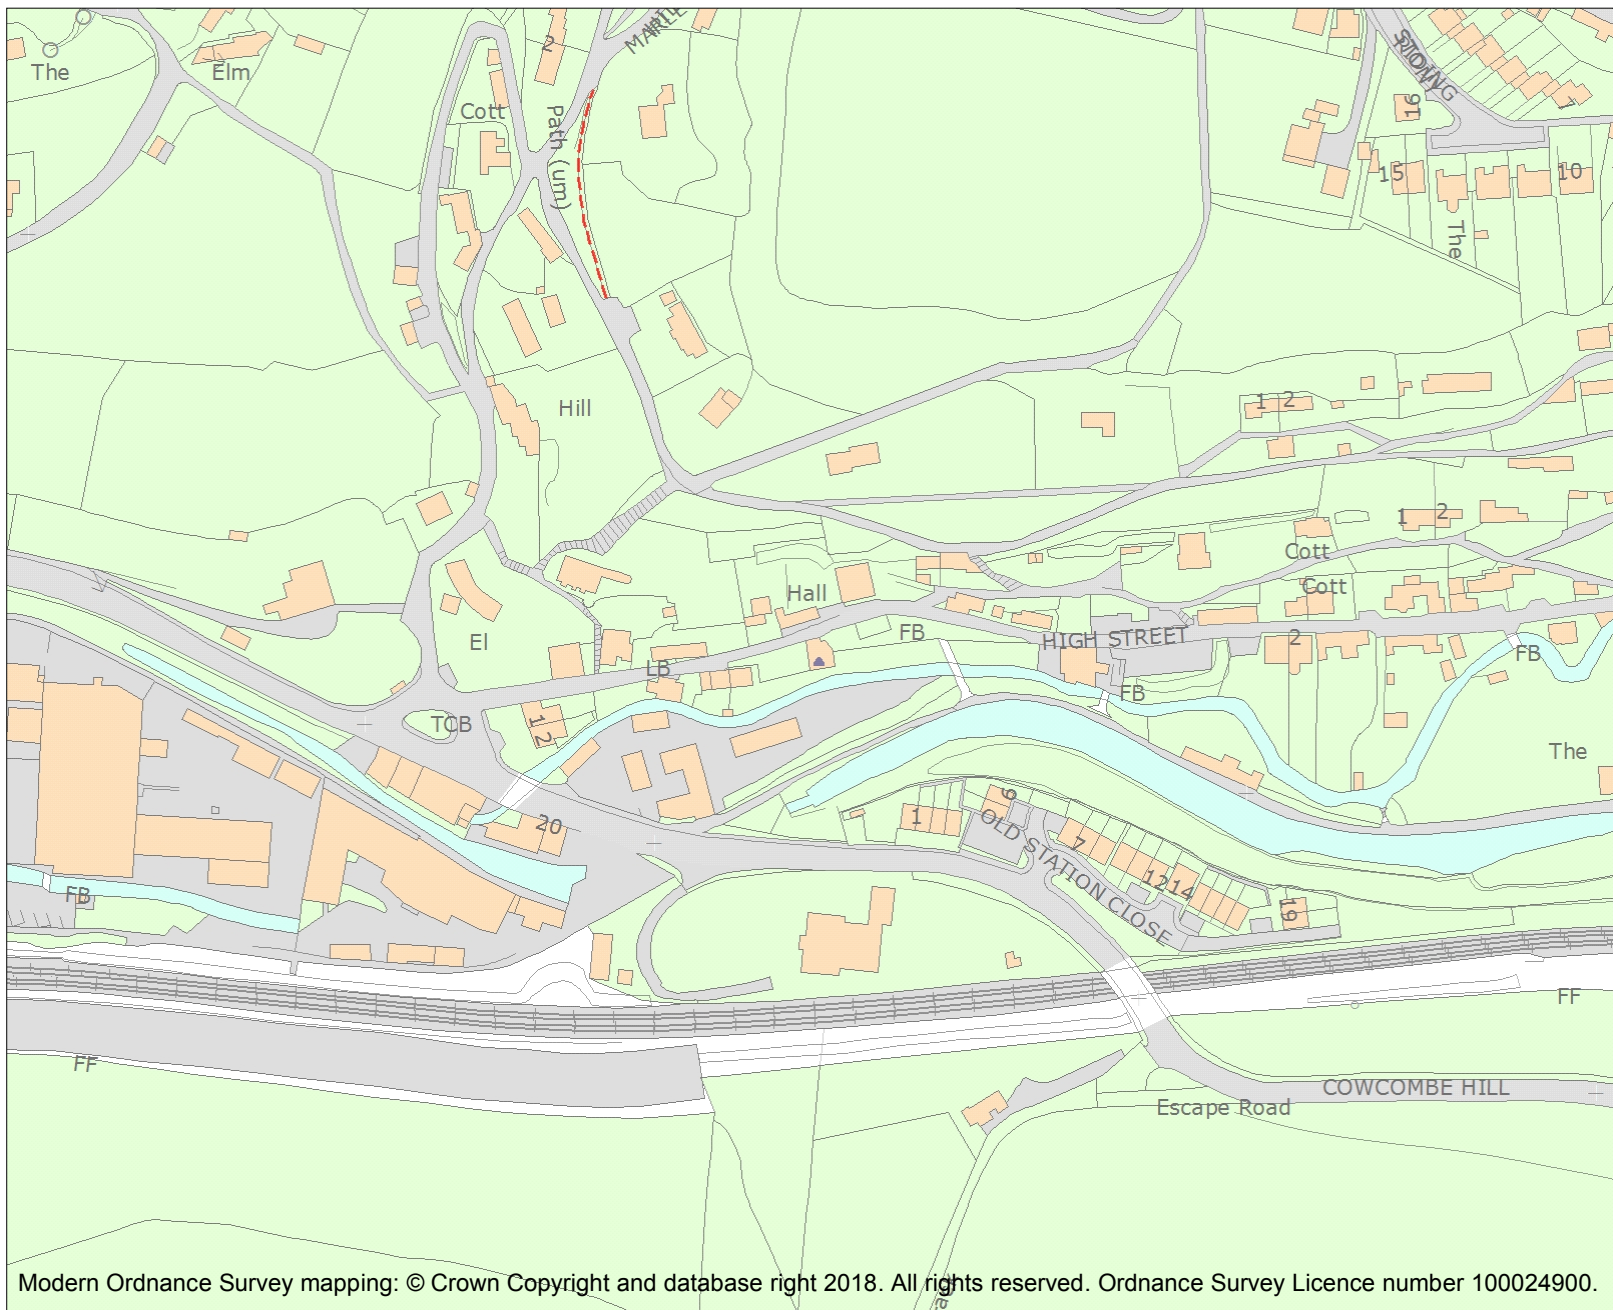 2
The
Elm
Cott
Path (um)
16
7
15
10
The
Hill
1 2
1 2
Cott
Cott
Hall
El
FB
HIGH STREET
2
LB
FB
FB
TCB
1
2
The
20
1
6
OLD STATION CLOSE
7
12
14
19
FB
FF
FF
COWCOMBE HILL
Escape Road
Modern Ordnance Survey mapping: © Crown Copyright and database right 2018. All rights reserved. Ordnance Survey Licence number 100024900.